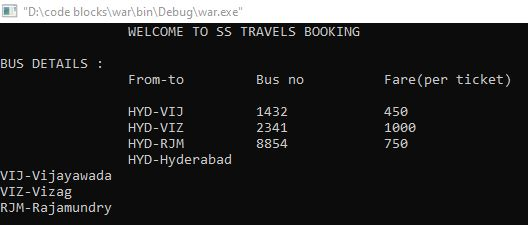 "D:\code blocks\war\bin\Debug\war.exe"
WELCOME TO SS TRAVELS BOOKING
BUS DETAILS :
From-to Bus no Fare(per ticket)
HYD-VIJ 1432 450
HYD-VIZ 2341 1000
HYD-RJM 8854 750
HYD-Hyderabad
VIJ-Vijayawada
VIZ-Vizag
RJM-Rajamundry